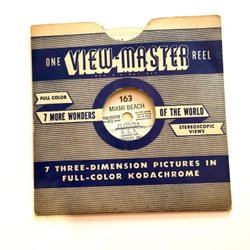 ONE VIEW-MASTER REEL
FULL COLOR
163
MIAMI BEACH
FLORIDA
U.S.A.
7 MORE WONDERS OF THE WORLD
STEREOSCOPIC
VIEWS
7 THREE-DIMENSION PICTURES IN
FULL-COLOR KODACHROME